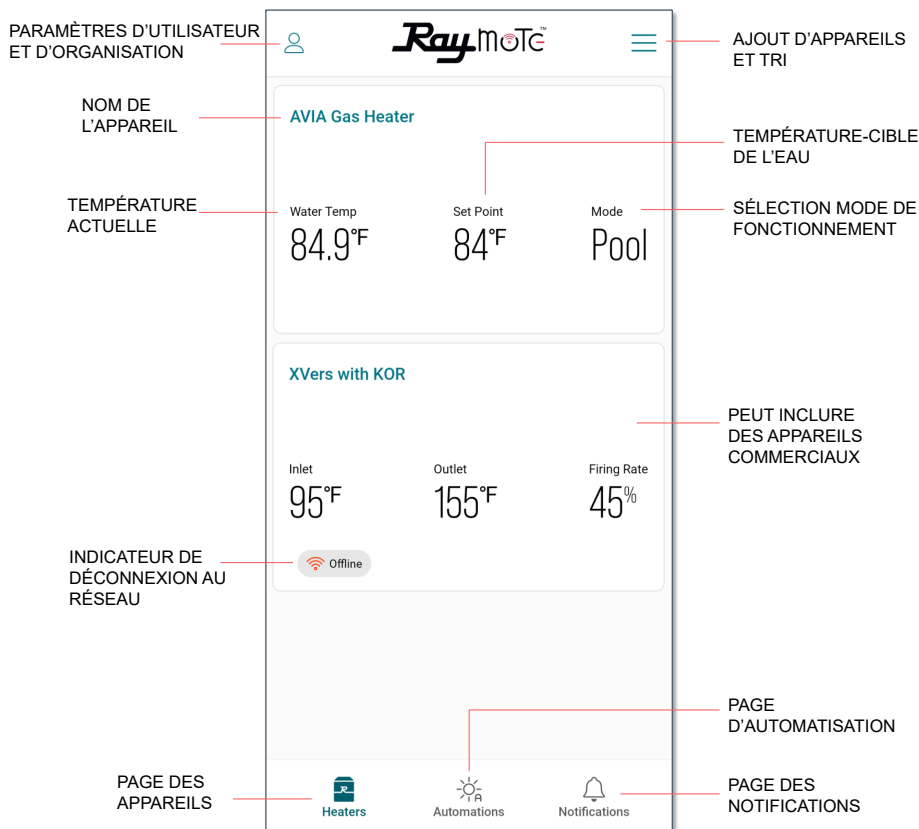 PARAMÈTRES D'UTILISATEUR
ET D'ORGANISATION
Raymote™
AJOUT D'APPAREILS
ET TRI
NOM DE
L'APPAREIL
AVIA Gas Heater
TEMPÉRATURE-CIBLE
DE L'EAU
TEMPÉRATURE
ACTUELLE
Water Temp
84.9°F
Set Point
84°F
Mode
Pool
SÉLECTION MODE DE
FONCTIONNEMENT
XVers with KOR
PEUT INCLURE
DES APPAREILS
COMMERCIAUX
Inlet
95°F
Outlet
155°F
Firing Rate
45%
INDICATEUR DE
DÉCONNEXION AU
RÉSEAU
Offline
PAGE
D'AUTOMATISATION
PAGE DES
APPAREILS
R
Heaters
A
Automations
Notifications
PAGE DES
NOTIFICATIONS